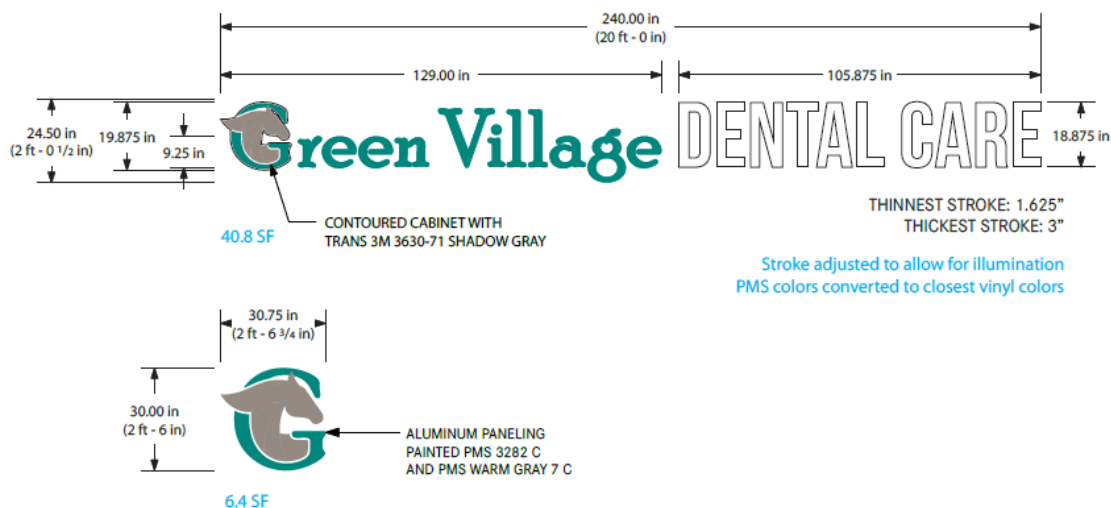 240.00 in
(20 ft - 0 in)
129.00 in
105.875 in
24.50 in
(2 ft - 0 1/2 in)
19.875 in
9.25 in
Green Village DENTAL CARE
18.875 in
CONTOURED CABINET WITH
TRANS 3M 3630-71 SHADOW GRAY
40.8 SF
THINNEST STROKE: 1.625”
THICKEST STROKE: 3”
Stroke adjusted to allow for illumination
PMS colors converted to closest vinyl colors
30.75 in
(2 ft - 6 3/4 in)
30.00 in
(2 ft - 6 in)
G
ALUMINUM PANELING
PAINTED PMS 3282 C
AND PMS WARM GRAY 7 C
6.4 SF